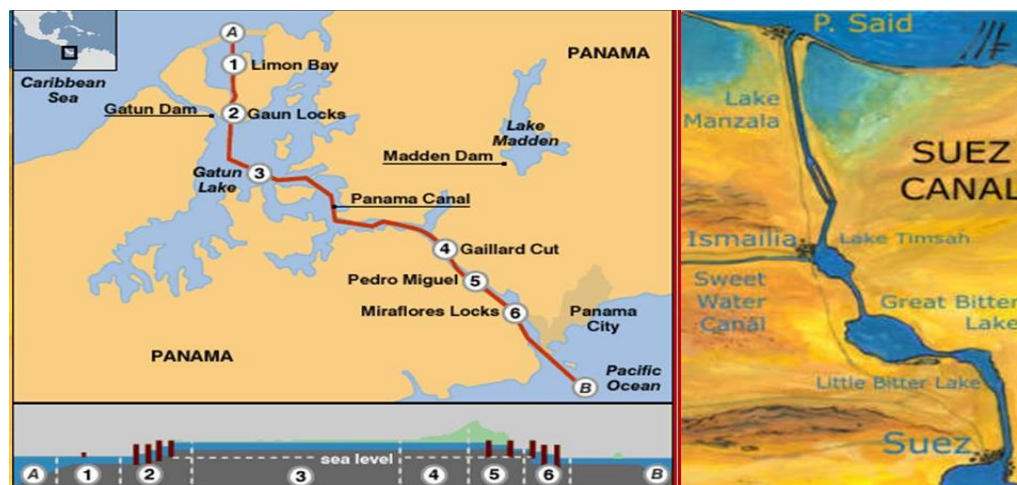 A
PANAMA
1
Limon Bay
Caribbean
Sea
Gatun Dam
2
Gaun Locks
Lake
Madden
Madden Dam
Gatun
Lake
3
Panama Canal
4
Gaillard Cut
Pedro Miguel
5
Miraflores Locks
6
Panama
City
PANAMA
Pacific
Ocean
B
sea level
A
1
2
3
4
5
6
B
P. Said
Lake
Manzala
SUEZ
CANAL
Ismailia
Lake Timsah
Sweet
Water
Canal
Great Bitter
Lake
Little Bitter Lake
Suez